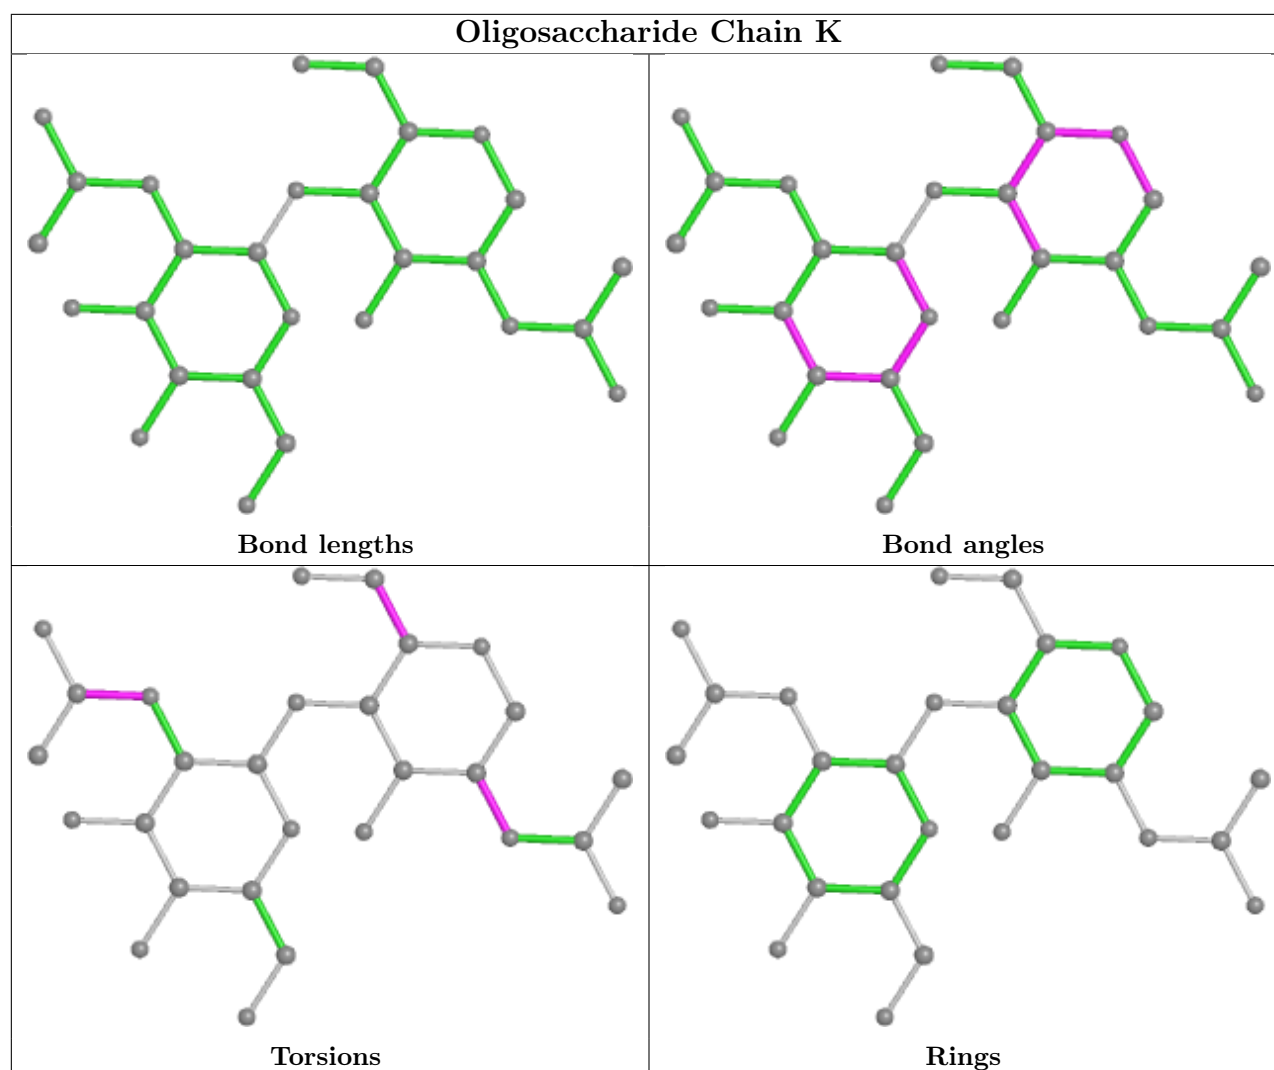 Oligosaccharide Chain K
Bond lengths
Bond angles
Torsions
Rings